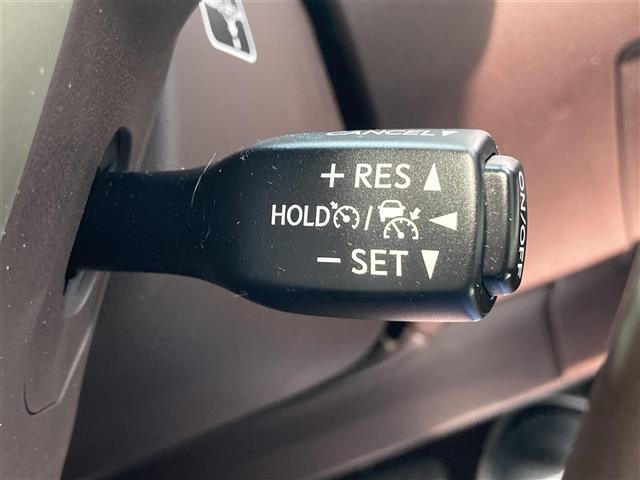 CANCEL▼
+ RES ▲
HOLD / ◀
− SET ▼
ON/OFF